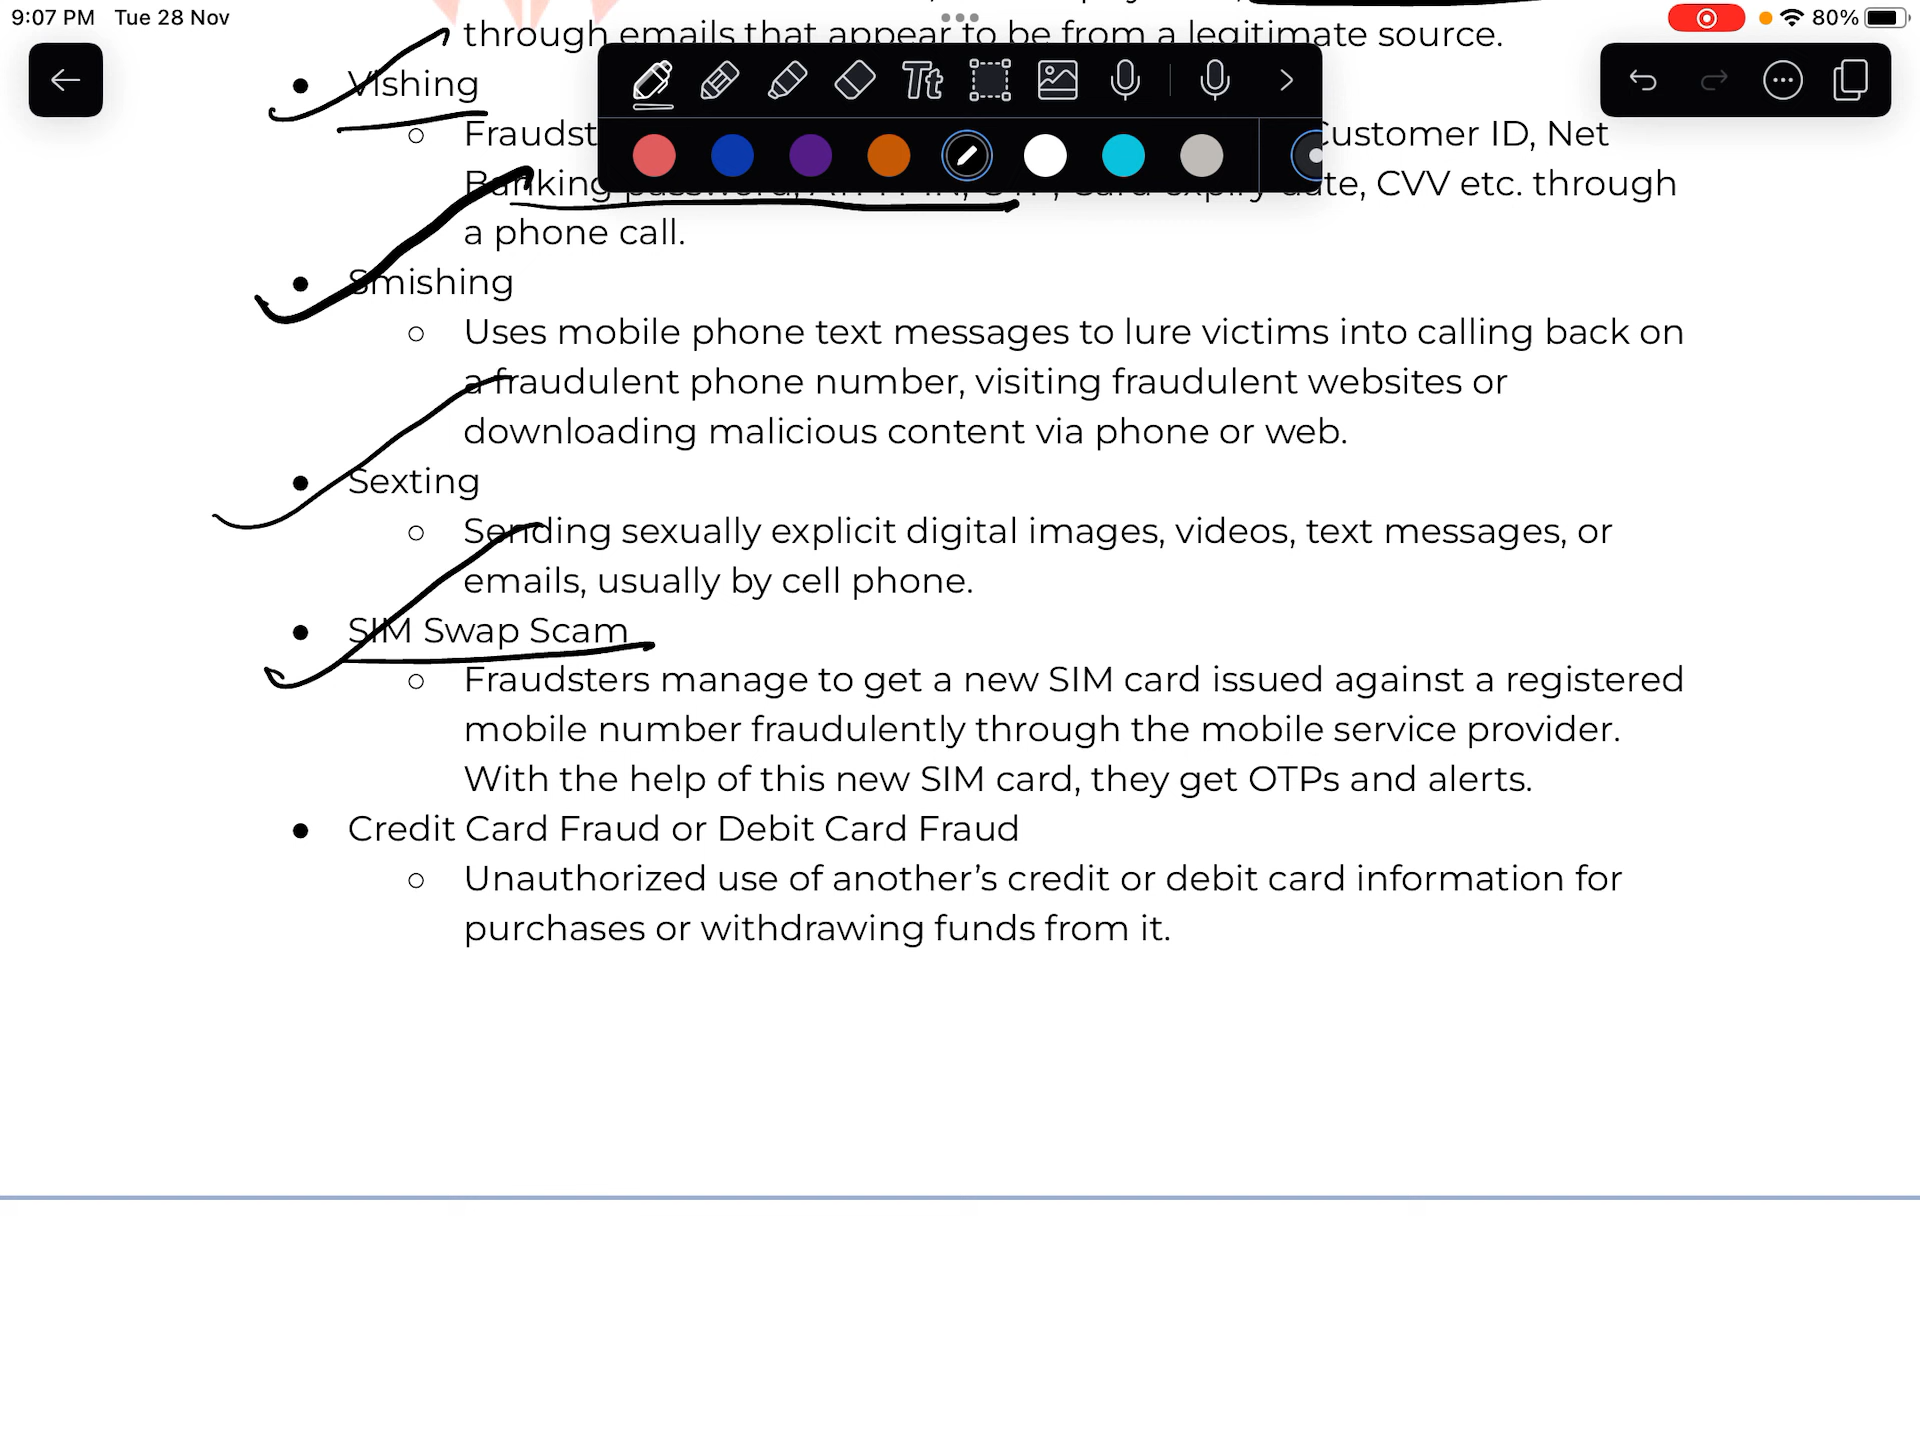 9:07 PM Tue 28 Nov
80%
through emails that appear to be from a legitimate source.
Tt
• Vishing
○ Fraudst ustomer ID, Net
Banking password, date, CVV etc. through
a phone call.
• Smishing
○ Uses mobile phone text messages to lure victims into calling back on
a fraudulent phone number, visiting fraudulent websites or
downloading malicious content via phone or web.
• Sexting
○ Sending sexually explicit digital images, videos, text messages, or
emails, usually by cell phone.
• SIM Swap Scam
○ Fraudsters manage to get a new SIM card issued against a registered
mobile number fraudulently through the mobile service provider.
With the help of this new SIM card, they get OTPs and alerts.
• Credit Card Fraud or Debit Card Fraud
○ Unauthorized use of another’s credit or debit card information for
purchases or withdrawing funds from it.